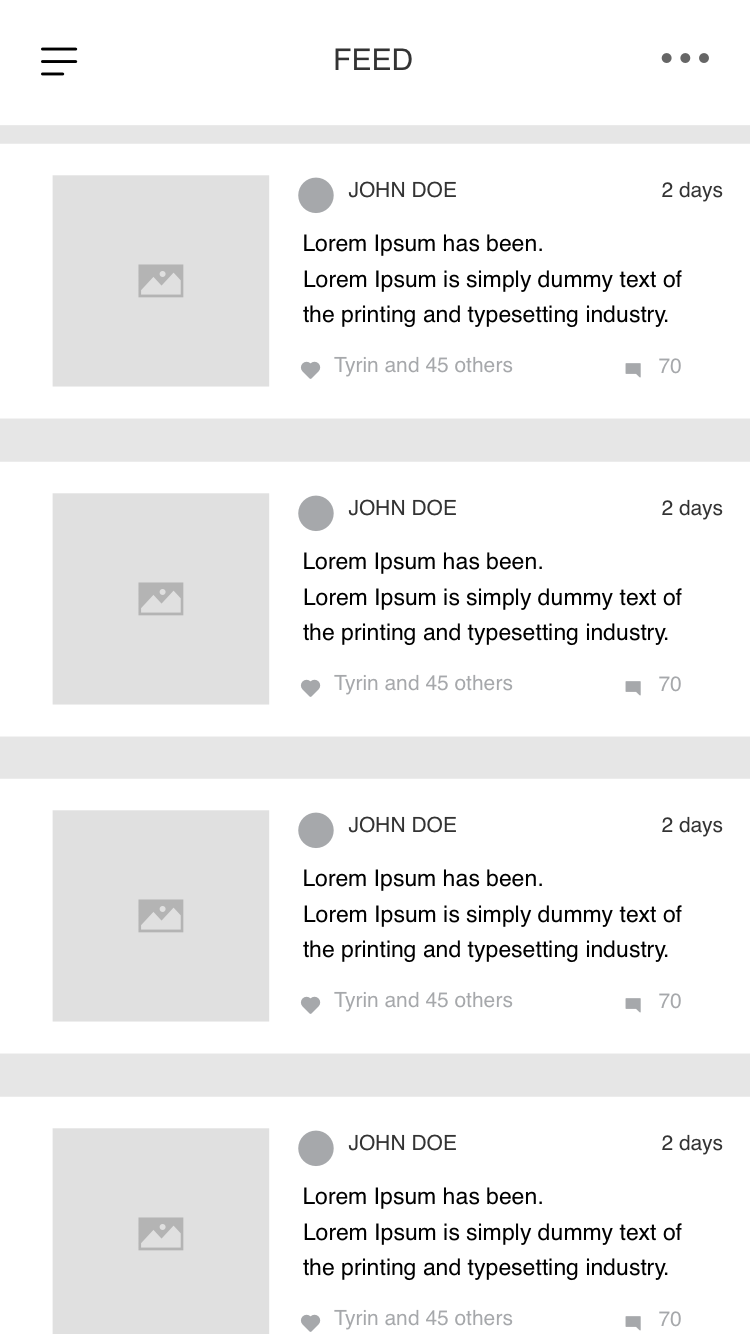 FEED
JOHN DOE 2 days
Lorem Ipsum has been.
Lorem Ipsum is simply dummy text of
the printing and typesetting industry.
Tyrin and 45 others 70
JOHN DOE 2 days
Lorem Ipsum has been.
Lorem Ipsum is simply dummy text of
the printing and typesetting industry.
Tyrin and 45 others 70
JOHN DOE 2 days
Lorem Ipsum has been.
Lorem Ipsum is simply dummy text of
the printing and typesetting industry.
Tyrin and 45 others 70
JOHN DOE 2 days
Lorem Ipsum has been.
Lorem Ipsum is simply dummy text of
the printing and typesetting industry.
Tyrin and 45 others 70